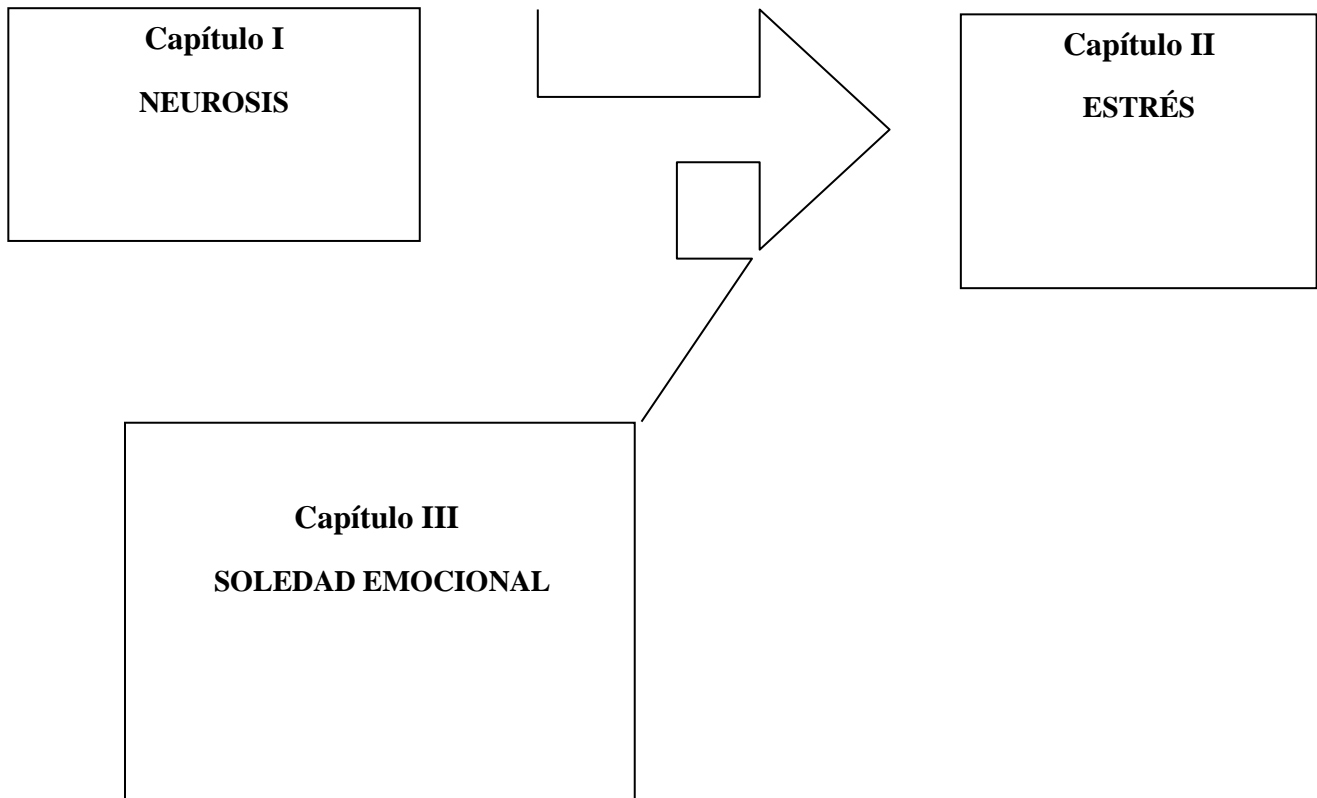 Capítulo I
NEUROSIS
Capítulo II
ESTRÉS
Capítulo III
SOLEDAD EMOCIONAL